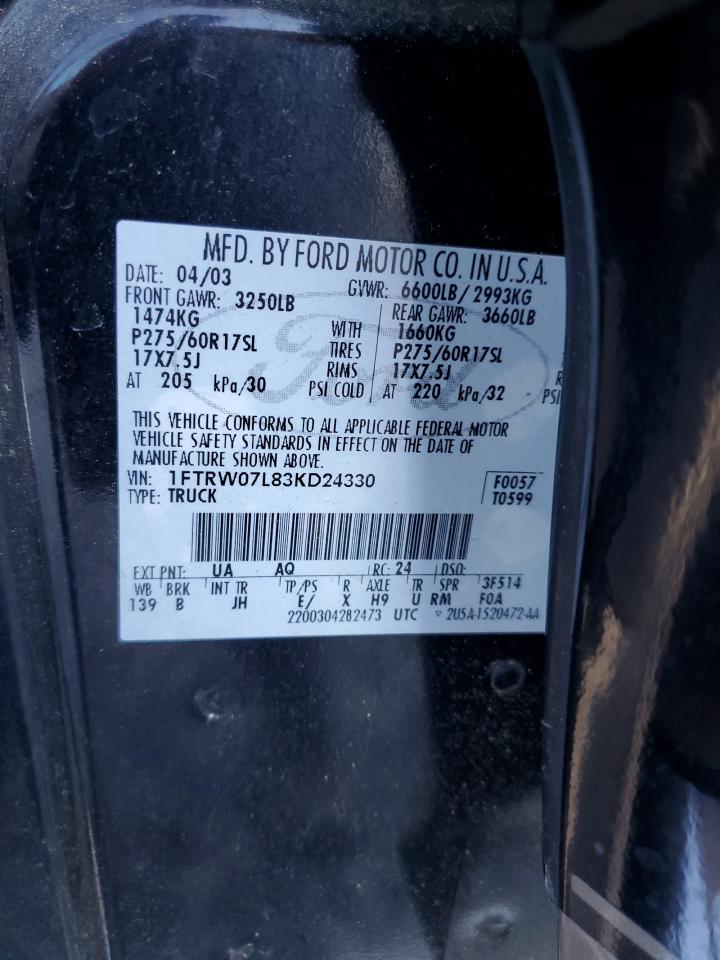 MFD. BY FORD MOTOR CO. IN U.S.A.
DATE: 04/03 GVWR: 6600LB/ 2993KG
FRONT GAWR: 3250LB REAR GAWR: 3660LB
1474KG WITH 1660KG
P275/60R17SL TIRES P275/60R17SL
17X7.5J RIMS 17X7.5J R
AT 205 kPa/30 PSI COLD AT 220 kPa/32 PSI
Ford
THIS VEHICLE CONFORMS TO ALL APPLICABLE FEDERAL MOTOR
VEHICLE SAFETY STANDARDS IN EFFECT ON THE DATE OF
MANUFACTURE SHOWN ABOVE.
VIN: 1FTRW07L83KD24330 F0057
TYPE: TRUCK T0599
EXT PNT: UA AQ RC: 24 DSO:
WB BRK INT TR TP/PS R AXLE TR SPR 3F514
139 B JH E/ X H9 U RM F0A
2200304282473 UTC ▿ 2U5A-1520472-AA